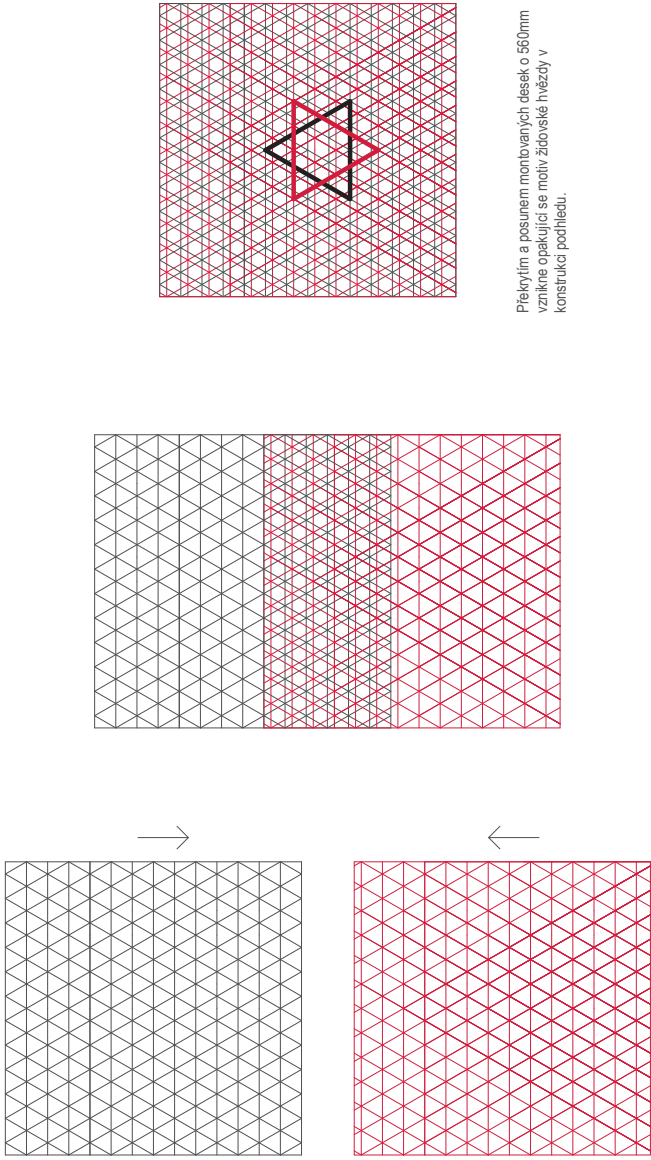 Překrytím a posunem montovaných desek o 560mm
vznikne opakující se motiv židovské hvězdy v
konstrukci podhledu.